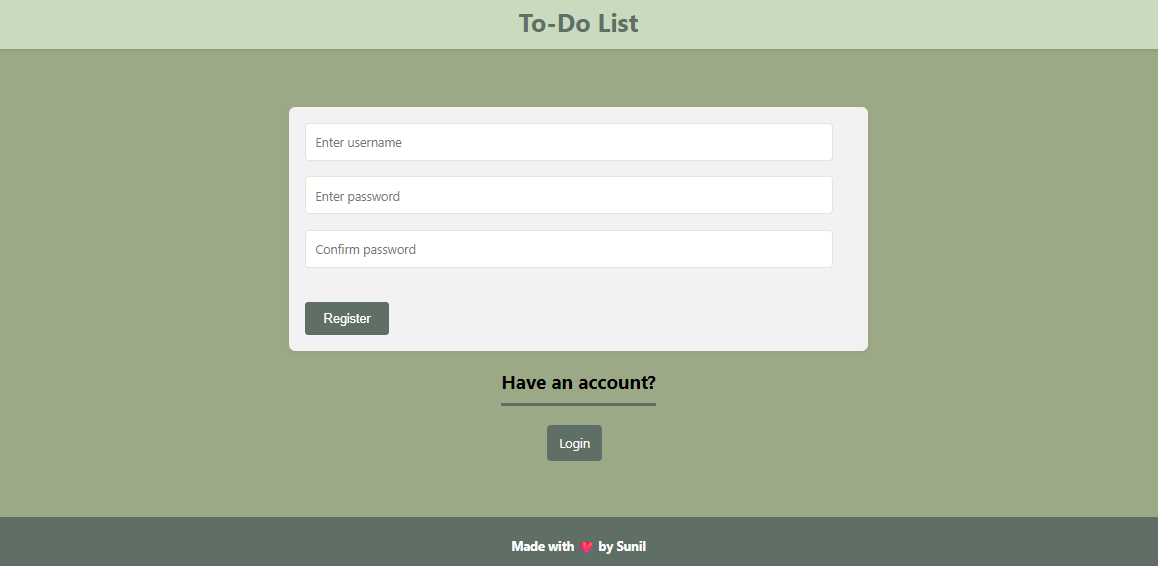 To-Do List
Enter username
Enter password
Confirm password
Register
Have an account?
Login
Made with 💓 by Sunil